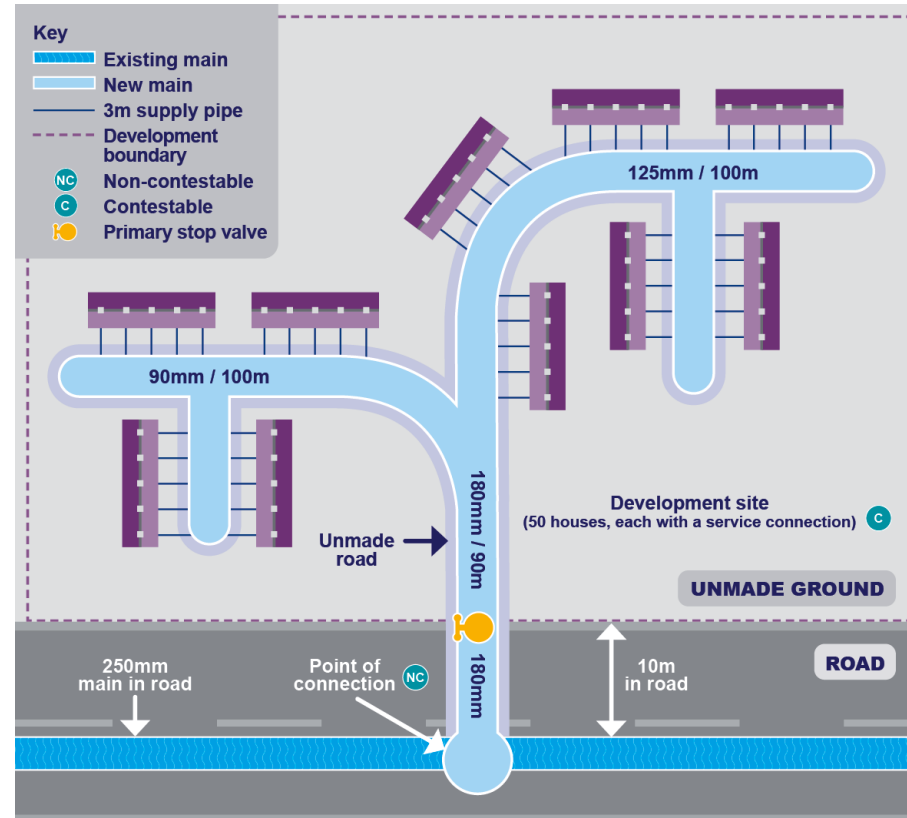 Key
Existing main
New main
3m supply pipe
Development
boundary
NC
Non-contestable
C
Contestable
Primary stop valve
125mm / 100m
90mm / 100m
180mm / 90m
Development site
(50 houses, each with a service connection)
C
Unmade
road
UNMADE GROUND
ROAD
250mm
main in road
Point of
connection
NC
180mm
10m
in road